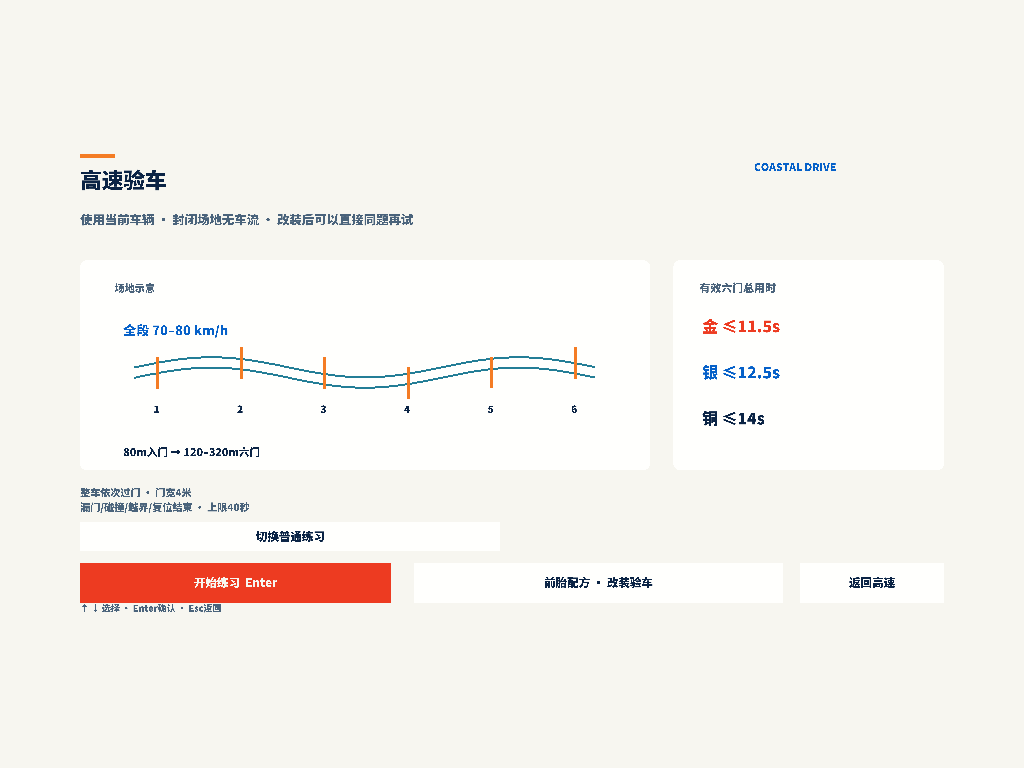 高速验车
COASTAL DRIVE
使用当前车辆 · 封闭场地无车流 · 改装后可以直接同题再试
场地示意
全段 70–80 km/h
1 2 3 4 5 6
80m入门 → 120–320m六门
有效六门总用时
金 ≤11.5s
银 ≤12.5s
铜 ≤14s
整车依次过门 · 门宽4米
漏门/碰撞/越界/复位结束 · 上限40秒
切换普通练习
开始练习 Enter
前胎配方 · 改装验车
返回高速
↑ ↓ 选择 · Enter确认 · Esc返回